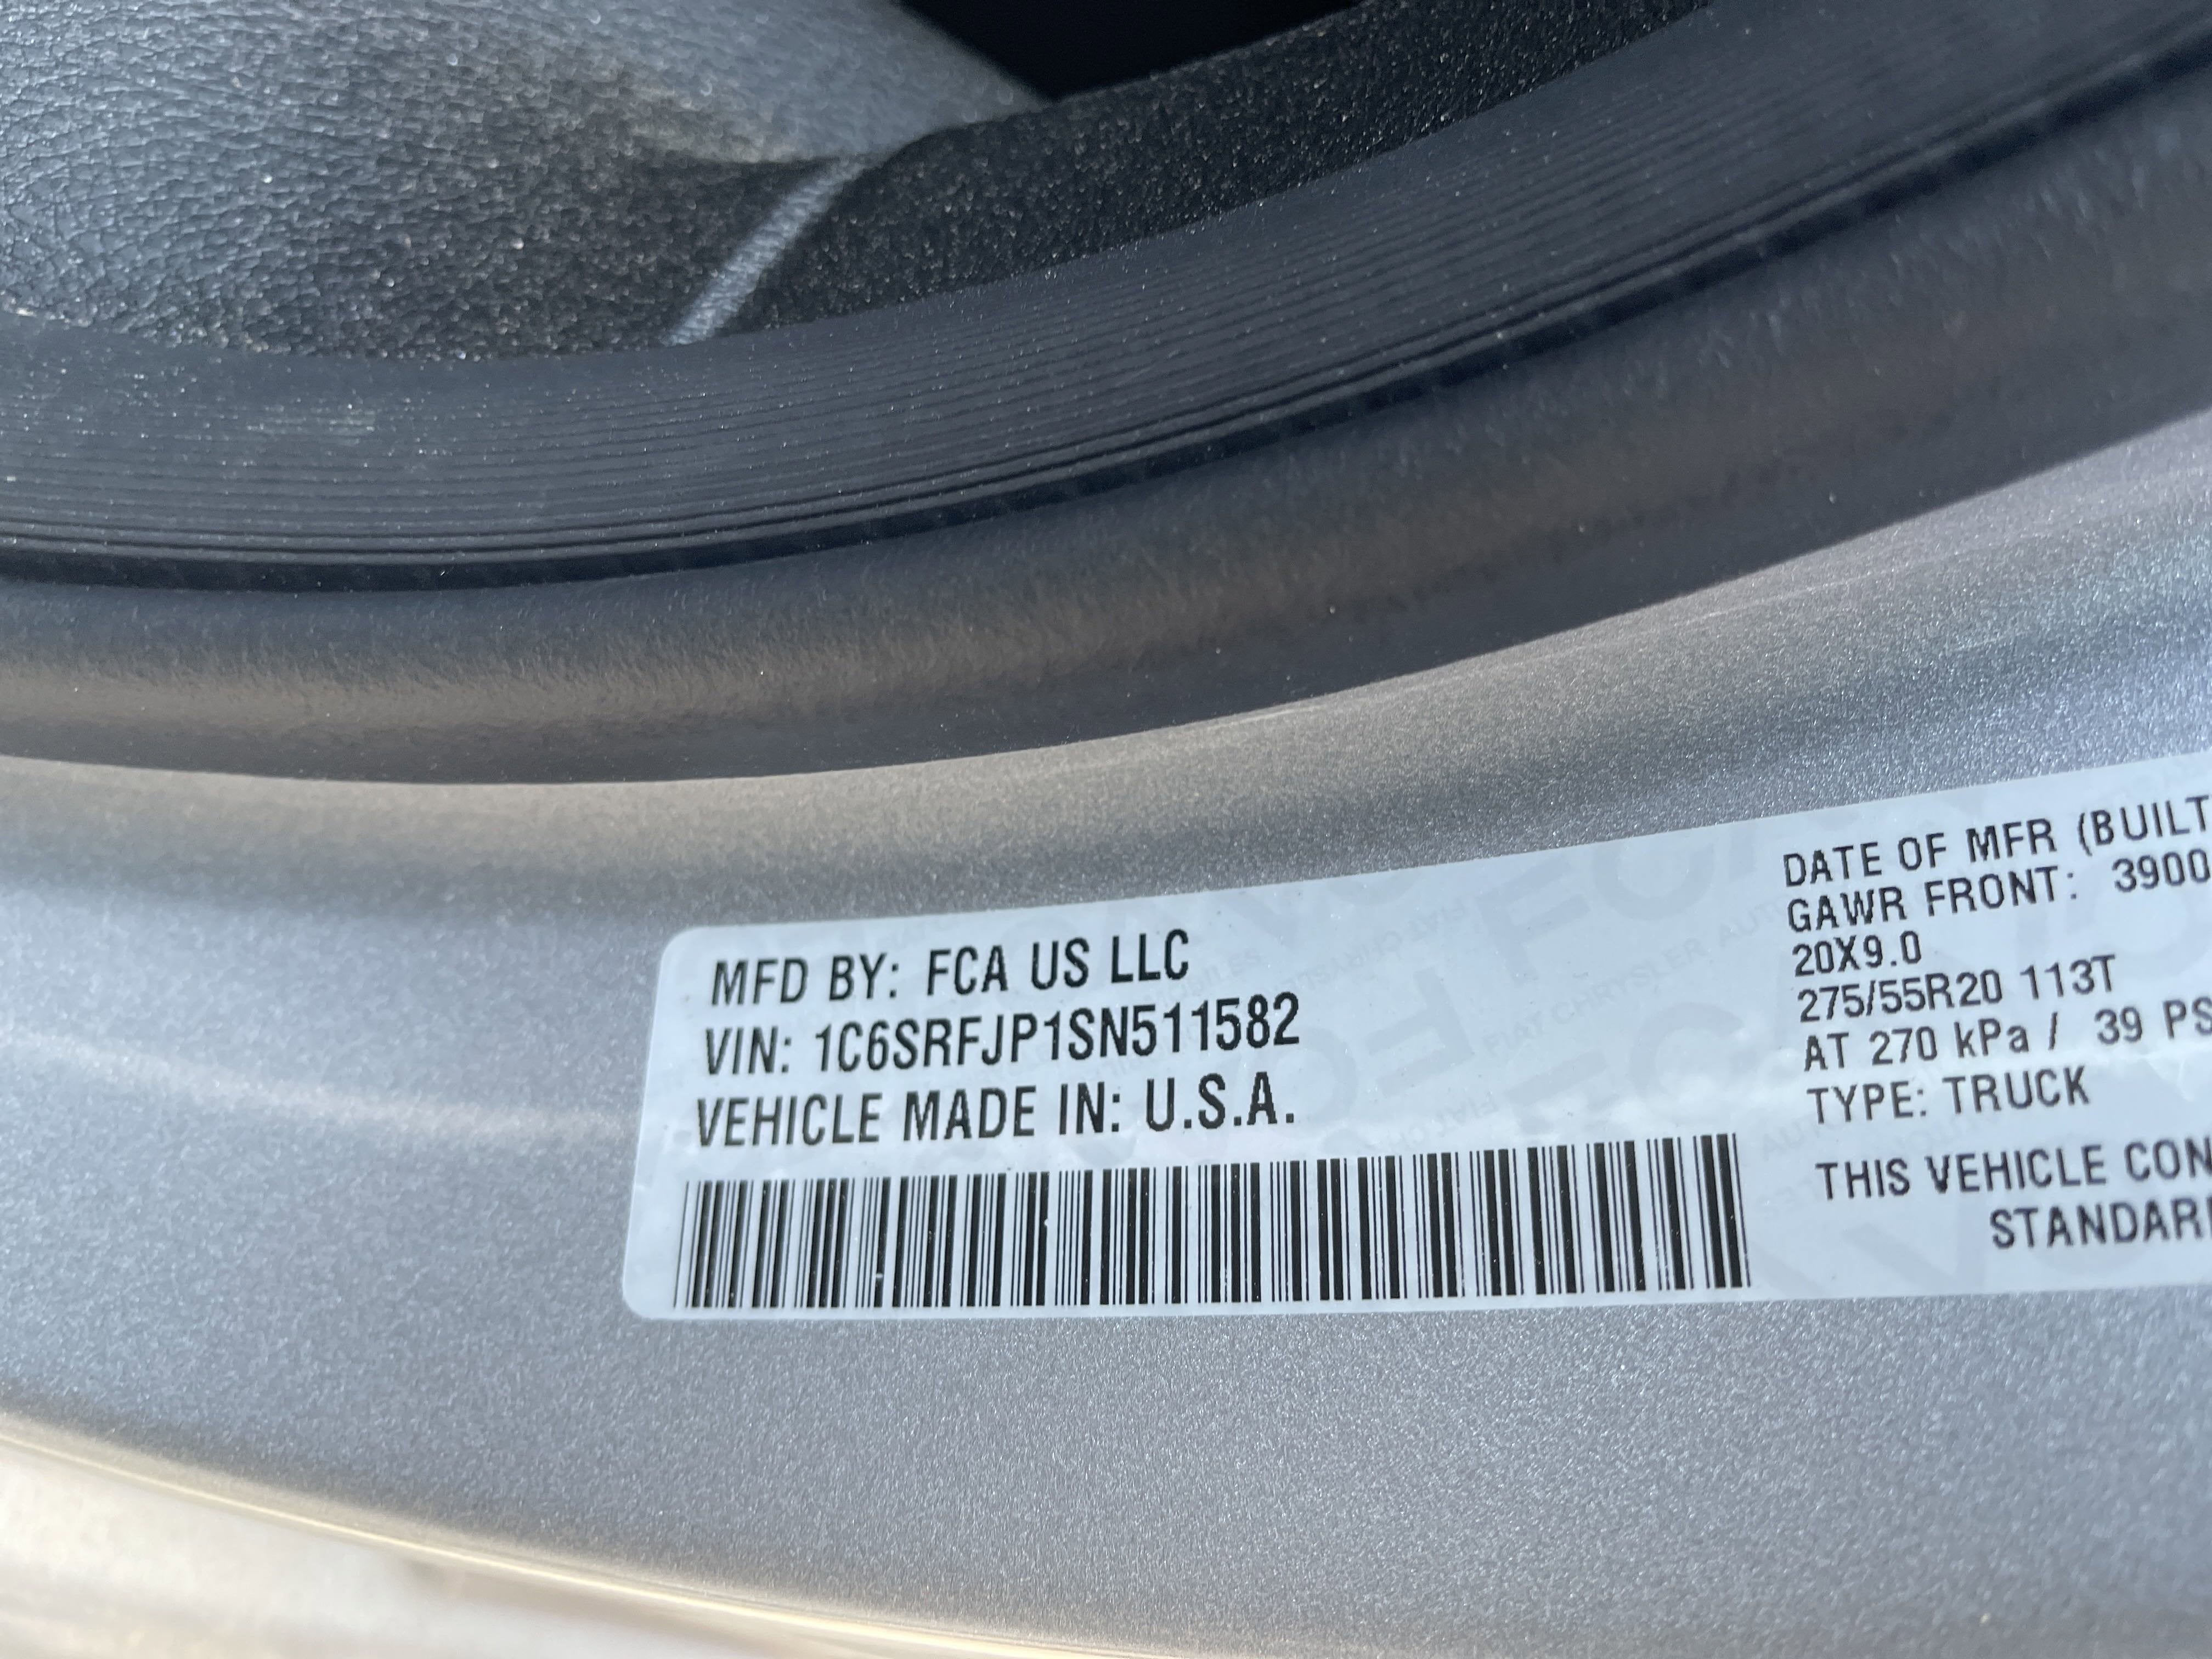 MFD BY: FCA US LLC
VIN: 1C6SRFJP1SN511582
VEHICLE MADE IN: U.S.A.
DATE OF MFR (BUILT
GAWR FRONT: 3900
20X9.0
275/55R20 113T
AT 270 kPa / 39 PS
TYPE: TRUCK
THIS VEHICLE CON
STANDAR